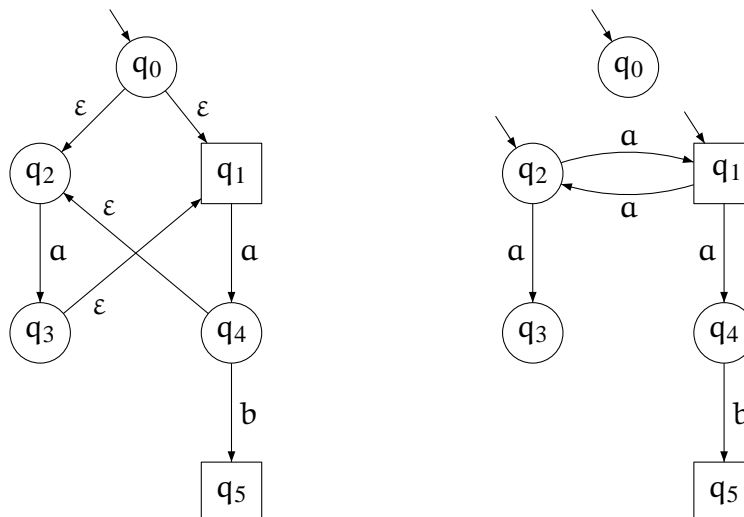 q₀ q₀
ε ε
a
q₂ q₁ q₂ q₁
ε a
a a a a
q₃ ε q₄ q₃ q₄
b b
q₅ q₅